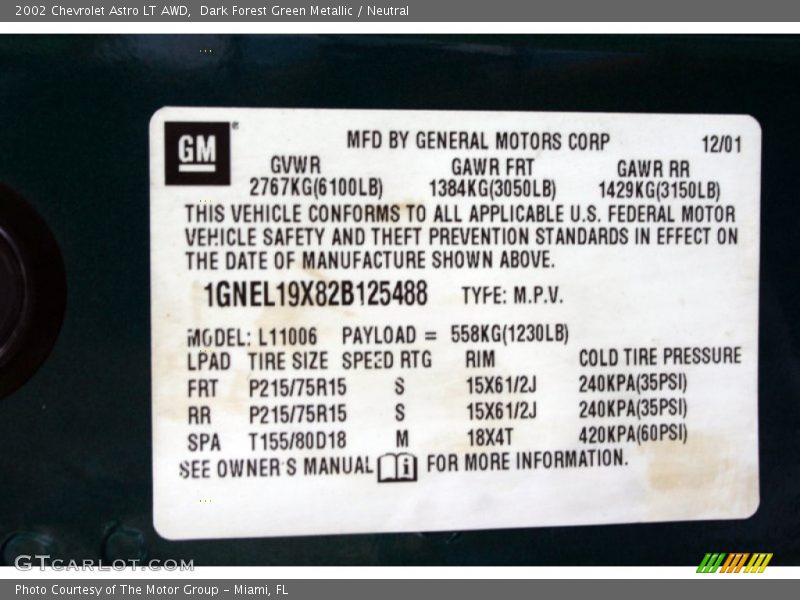 2002 Chevrolet Astro LT AWD,  Dark Forest Green Metallic / Neutral
GM®
MFD BY GENERAL MOTORS CORP 12/01
GVWR GAWR FRT GAWR RR
2767KG(6100LB) 1384KG(3050LB) 1429KG(3150LB)
THIS VEHICLE CONFORMS TO ALL APPLICABLE U.S. FEDERAL MOTOR
VEHICLE SAFETY AND THEFT PREVENTION STANDARDS IN EFFECT ON
THE DATE OF MANUFACTURE SHOWN ABOVE.
1GNEL19X82B125488 TYPE: M.P.V.
MODEL: L11006 PAYLOAD = 558KG(1230LB)
LPAD TIRE SIZE SPEED RTG RIM COLD TIRE PRESSURE
FRT P215/75R15 S 15X61/2J 240KPA(35PSI)
RR P215/75R15 S 15X61/2J 240KPA(35PSI)
SPA T155/80D18 M 18X4T 420KPA(60PSI)
SEE OWNER'S MANUAL i FOR MORE INFORMATION.
GTCARLOT.COM
Photo Courtesy of The Motor Group - Miami, FL